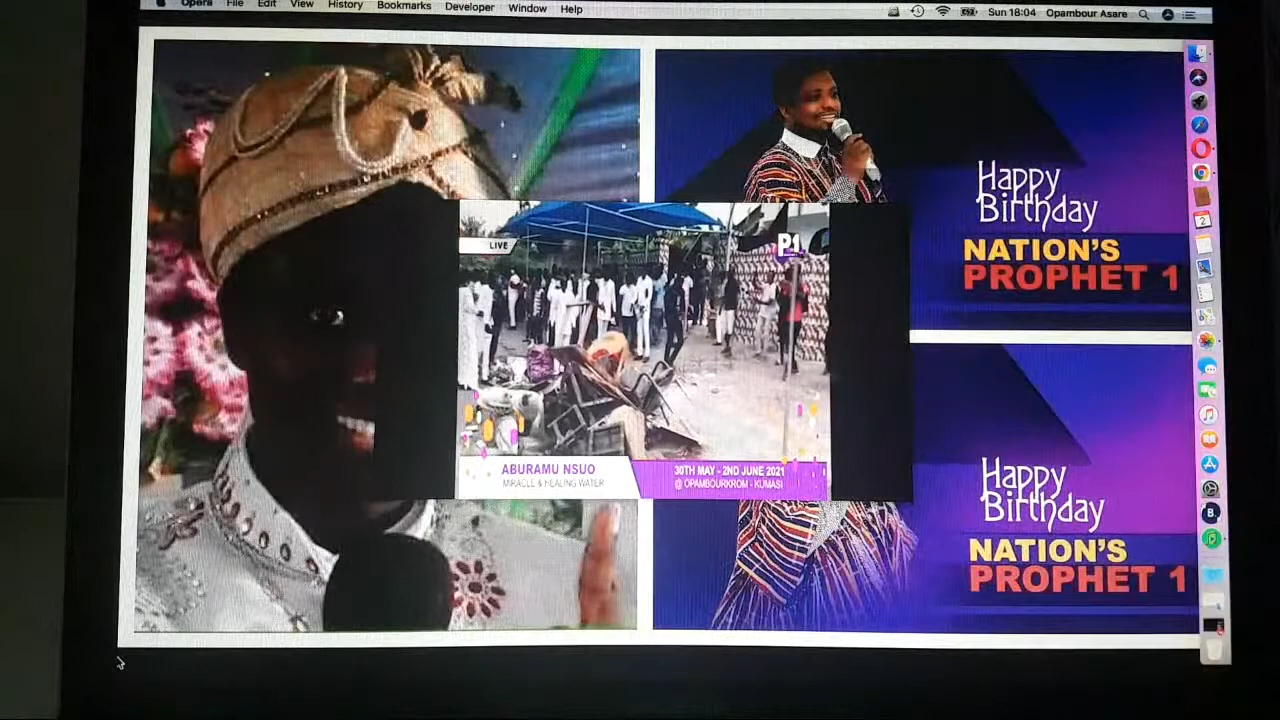 Opera File Edit View History Bookmarks Developer Window Help
Sun 18:04 Opambour Asare
Happy
Birthday
NATION'S
PROPHET 1
LIVE
P1
ABURAMU NSUO
MIRACLE & HEALING WATER
30TH MAY - 2ND JUNE 2021
@ OPAMBOURKROM - KUMASI
Happy
Birthday
NATION'S
PROPHET 1
2
B.